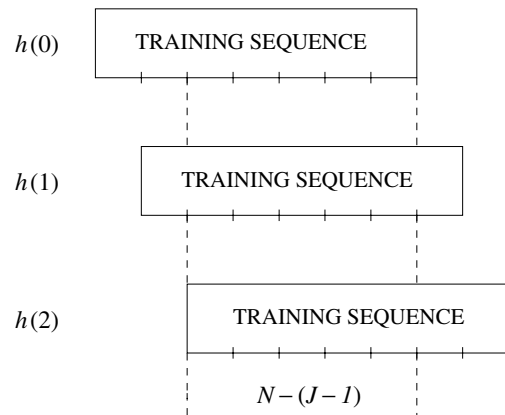 h(0) TRAINING SEQUENCE
h(1) TRAINING SEQUENCE
h(2) TRAINING SEQUENCE
N – (J – 1)